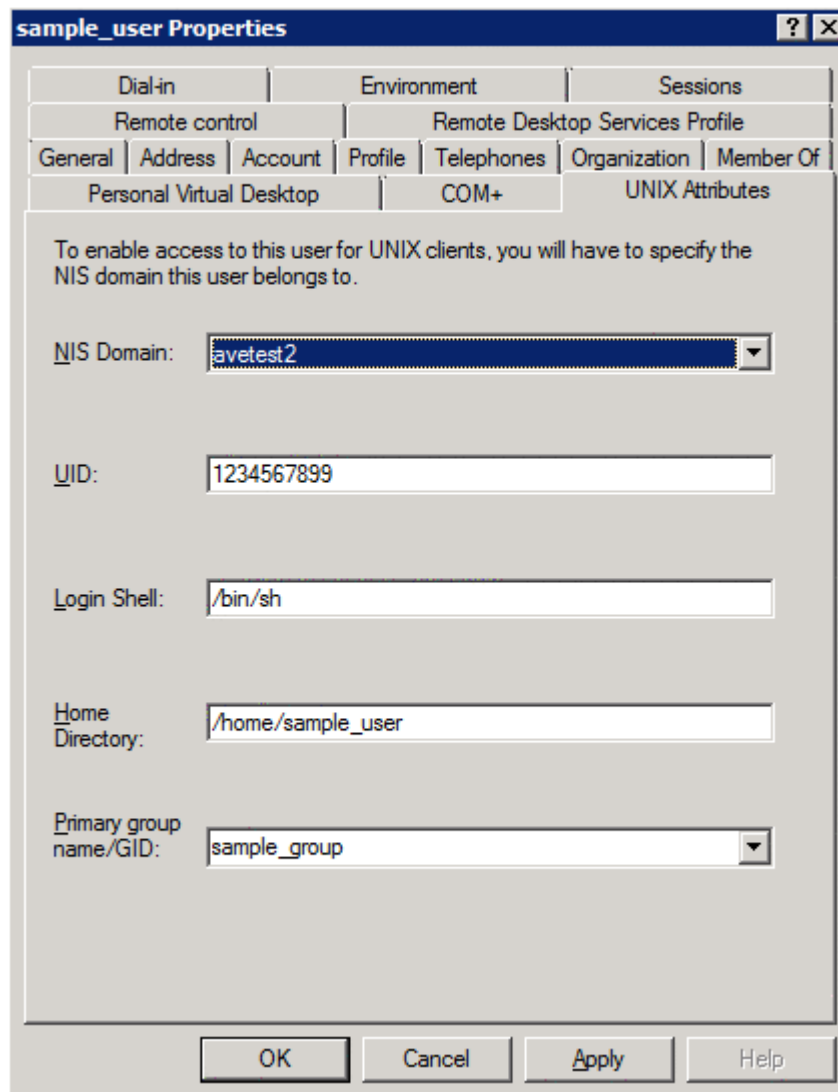 sample_user Properties
Dial-in Environment Sessions
Remote control Remote Desktop Services Profile
General Address Account Profile Telephones Organization Member Of
Personal Virtual Desktop COM+ UNIX Attributes
To enable access to this user for UNIX clients, you will have to specify the
NIS domain this user belongs to.
NIS Domain: avetest2
UID: 1234567899
Login Shell: /bin/sh
Home
Directory: /home/sample_user
Primary group
name/GID: sample_group
OK Cancel Apply Help